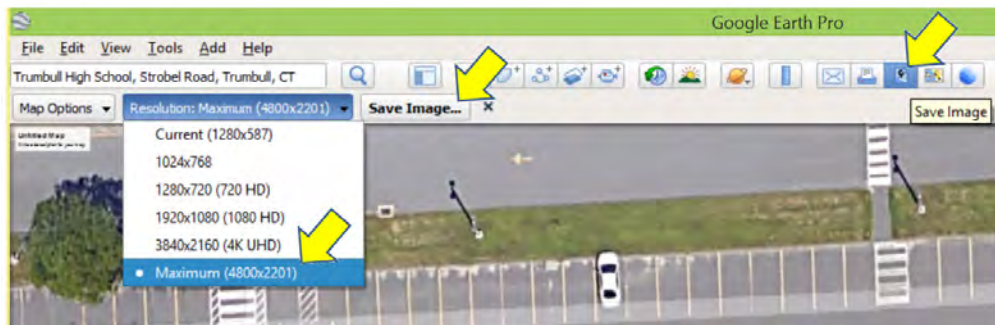 Google Earth Pro
File Edit View Tools Add Help
Trumbull High School, Strobel Road, Trumbull, CT
Map Options Resolution: Maximum (4800x2201) Save Image... ×
Save Image
Untitled Map
Current (1280x587)
1024x768
1280x720 (720 HD)
1920x1080 (1080 HD)
3840x2160 (4K UHD)
Maximum (4800x2201)